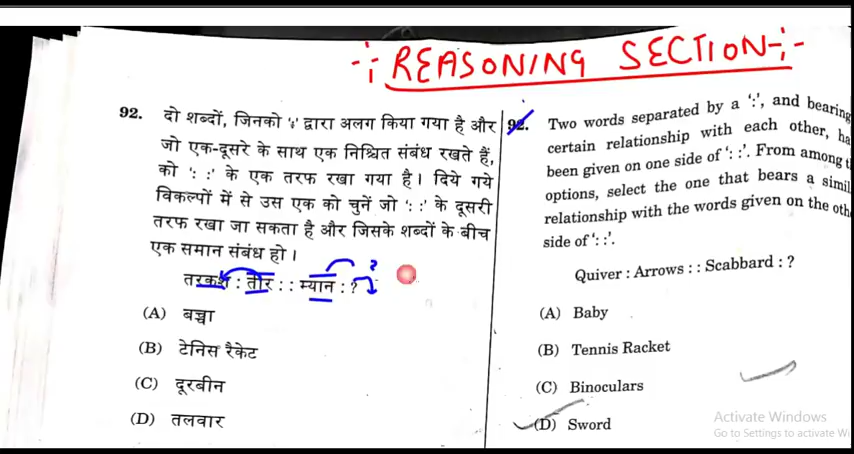 REASONING SECTION
92. दो शब्दों, जिनको ':' द्वारा अलग किया गया है और
जो एक-दूसरे के साथ एक निश्चित संबंध रखते हैं,
को ': :' के एक तरफ रखा गया है। दिये गये
विकल्पों में से उस एक को चुनें जो ': :' के दूसरी
तरफ रखा जा सकता है और जिसके शब्दों के बीच
एक समान संबंध हो।
तरकश : तीर : : म्यान : ?
?
(A) बच्चा
(B) टेनिस रैकेट
(C) दूरबीन
(D) तलवार
92. Two words separated by a ':', and bearing
certain relationship with each other,
been given on one side of ': :'. From among
options, select the one that bears a
relationship with the words given on the
side of ': :'.
Quiver : Arrows : : Scabbard : ?
(A) Baby
(B) Tennis Racket
(C) Binoculars
(D) Sword
Activate Windows
Go to Settings to activate